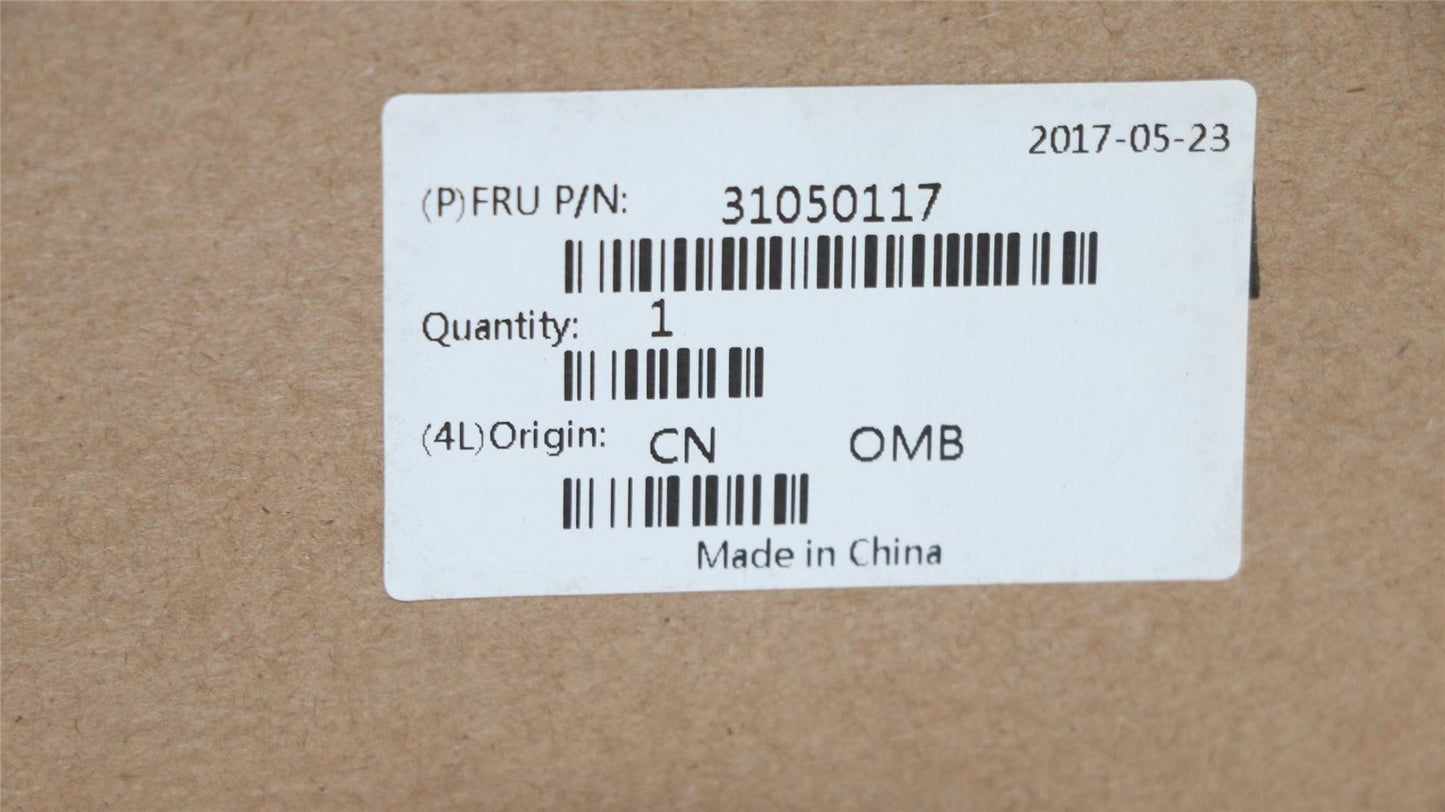 2017-05-23
(P)FRU P/N: 31050117
Quantity: 1
(4L)Origin: CN OMB
Made in China